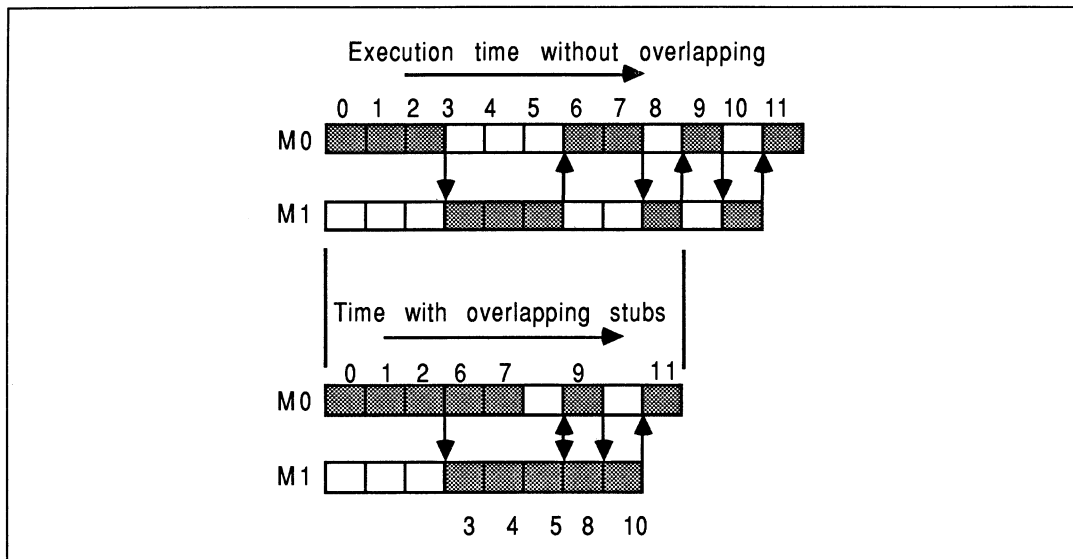 Execution time without overlapping
0 1 2 3 4 5 6 7 8 9 10 11
M0
M1
Time with overlapping stubs
0 1 2 6 7 9 11
M0
M1
3 4 5 8 10